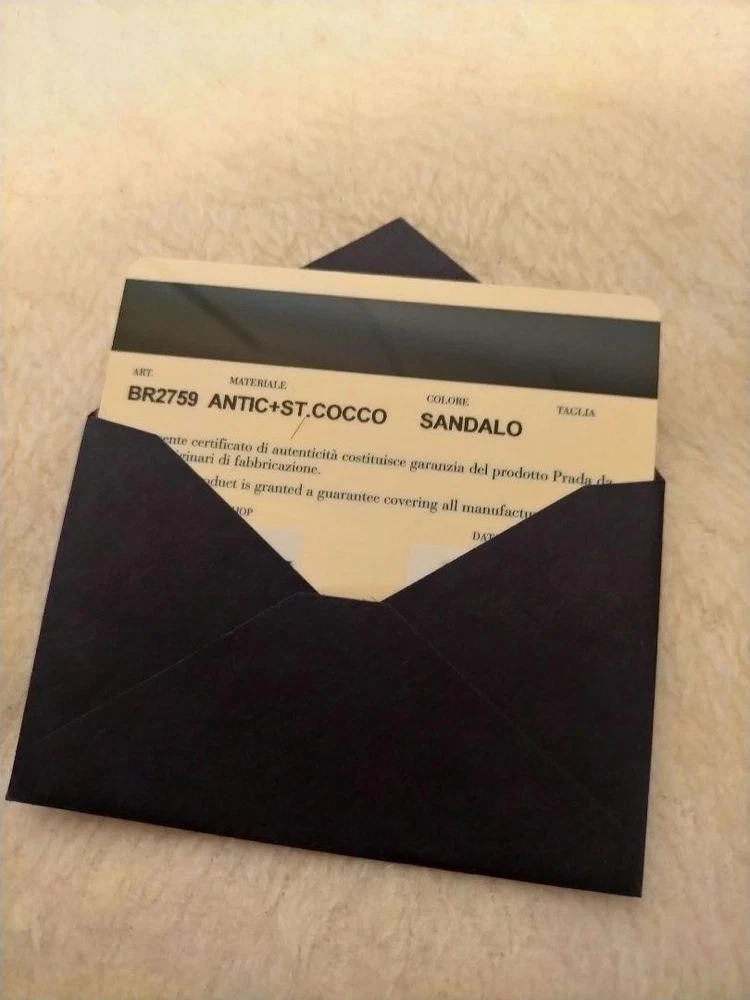 ART. MATERIALE COLORE TAGLIA
BR2759 ANTIC+ST.COCCO SANDALO
certificato di autenticità costituisce garanzia del prodotto Prada da
di fabbricazione.
is granted a guarantee covering all